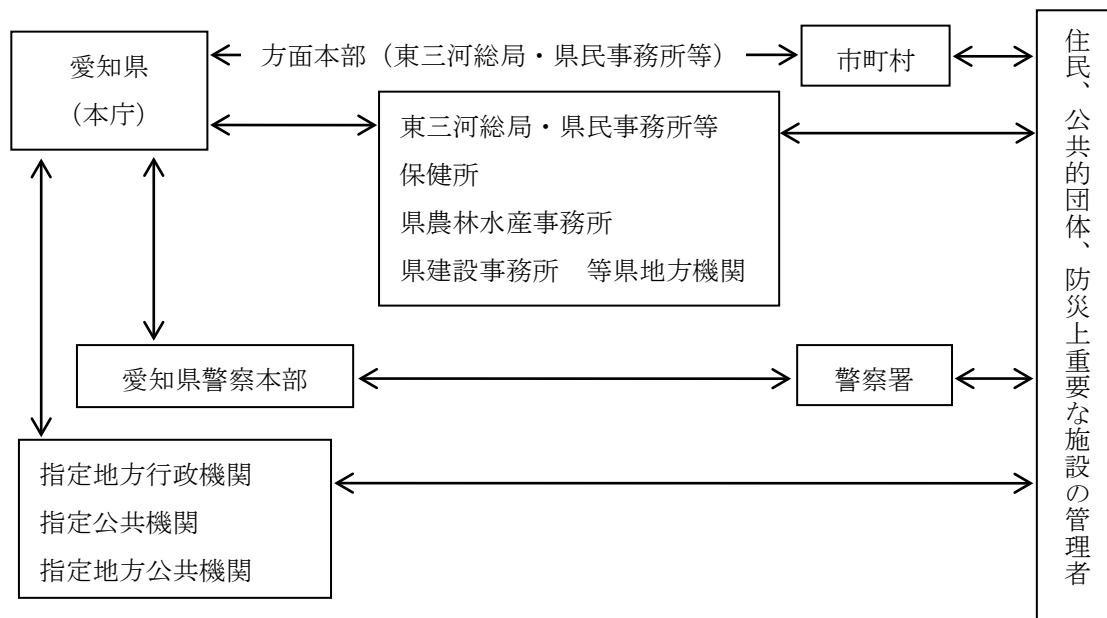 愛知県
（本庁）
方面本部（東三河総局・県民事務所等）
市町村
東三河総局・県民事務所等
保健所
県農林水産事務所
県建設事務所　等県地方機関
愛知県警察本部
警察署
指定地方行政機関
指定公共機関
指定地方公共機関
住民、公共的団体、防災上重要な施設の管理者